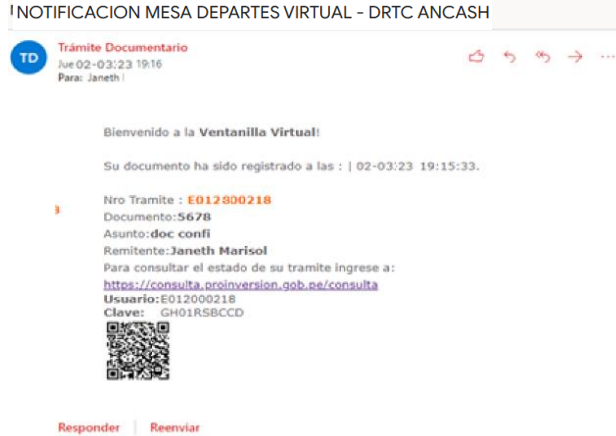 NOTIFICACION MESA DEPARTES VIRTUAL - DRTC ANCASH
TD
Trámite Documentario
Jue 02-03:23 19:16
Para: Janeth
Bienvenido a la Ventanilla Virtual!
Su documento ha sido registrado a las : | 02-03:23 19:15:33.
Nro Tramite : E012800218
Documento:5678
Asunto:doc confi
Remitente:Janeth Marisol
Para consultar el estado de su tramite ingrese a:
https://consulta.proinversion.gob.pe/consulta
Usuario:E012000218
Clave: GH01RSBCCD
Responder | Reenviar